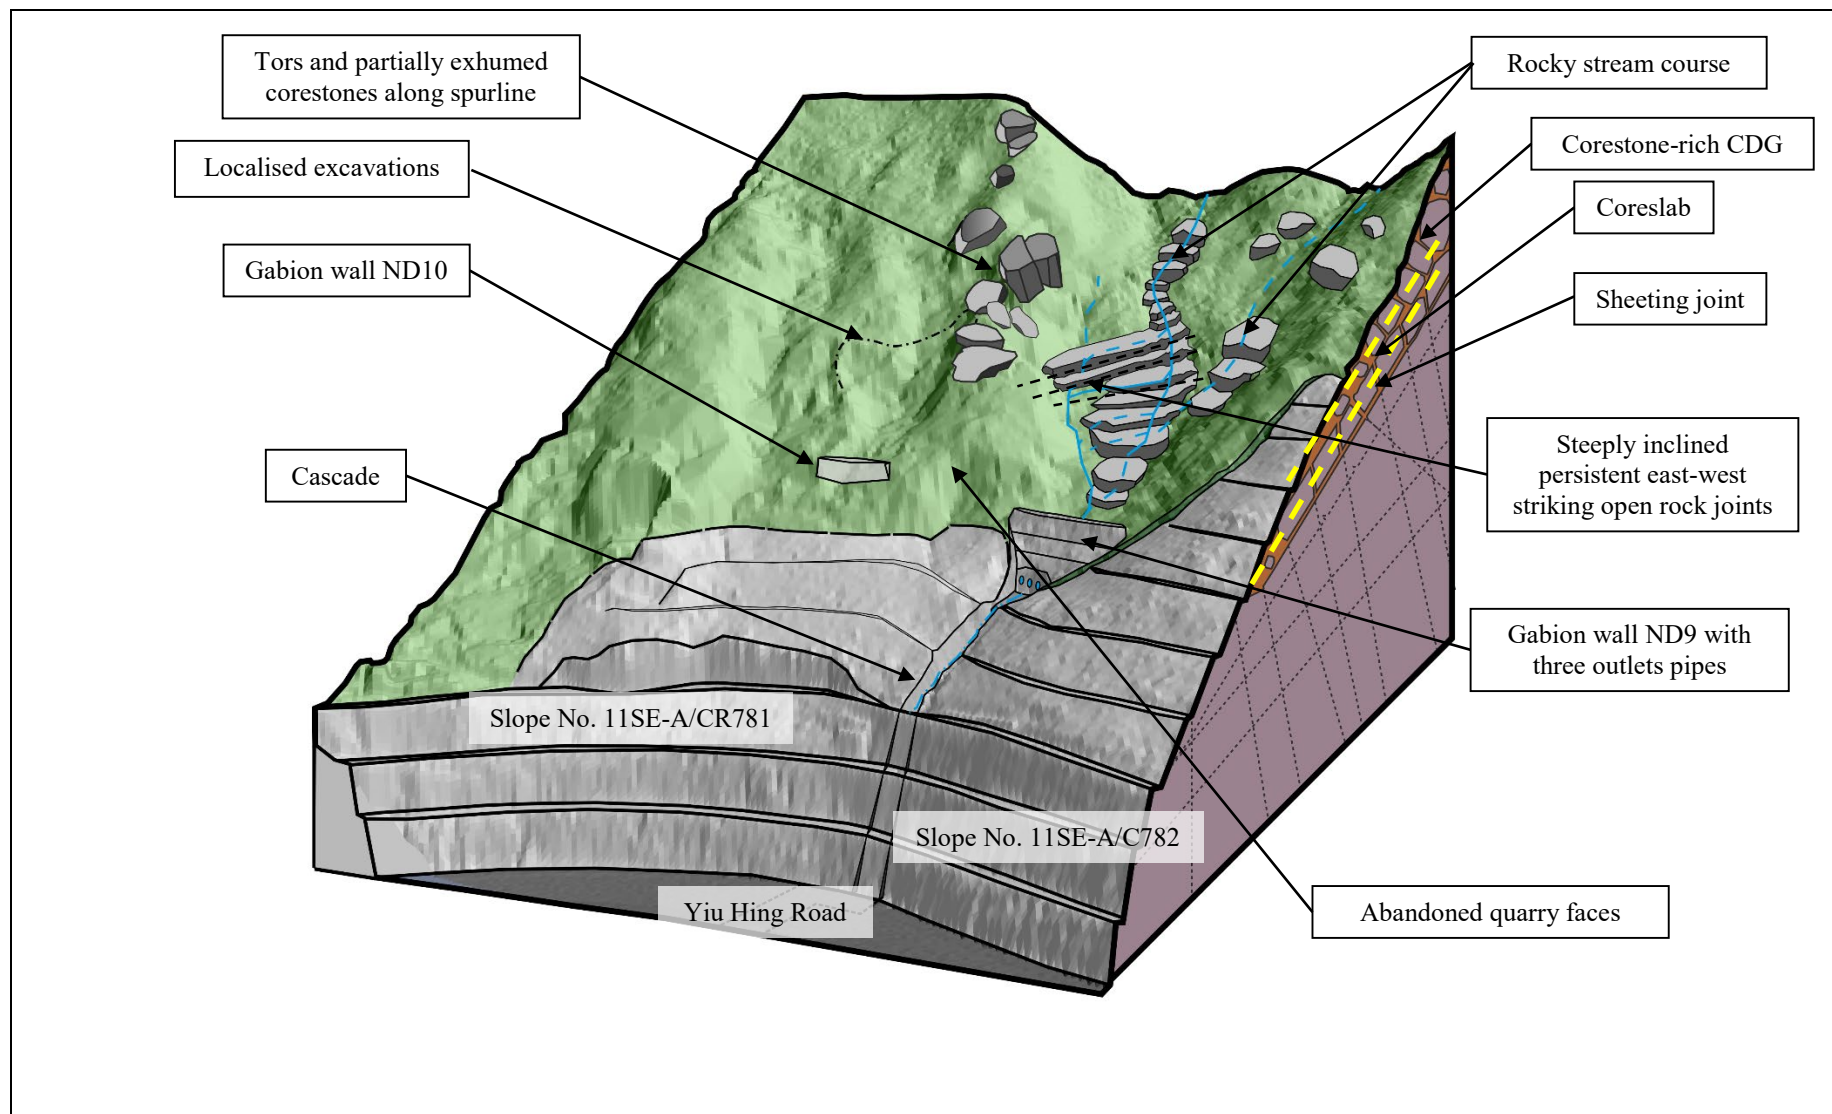 Tors and partially exhumed
corestones along spurline
Localised excavations
Gabion wall ND10
Cascade
Rocky stream course
Corestone-rich CDG
Coreslab
Sheeting joint
Steeply inclined
persistent east-west
striking open rock joints
Gabion wall ND9 with
three outlets pipes
Abandoned quarry faces
Slope No. 11SE-A/CR781
Slope No. 11SE-A/C782
Yiu Hing Road